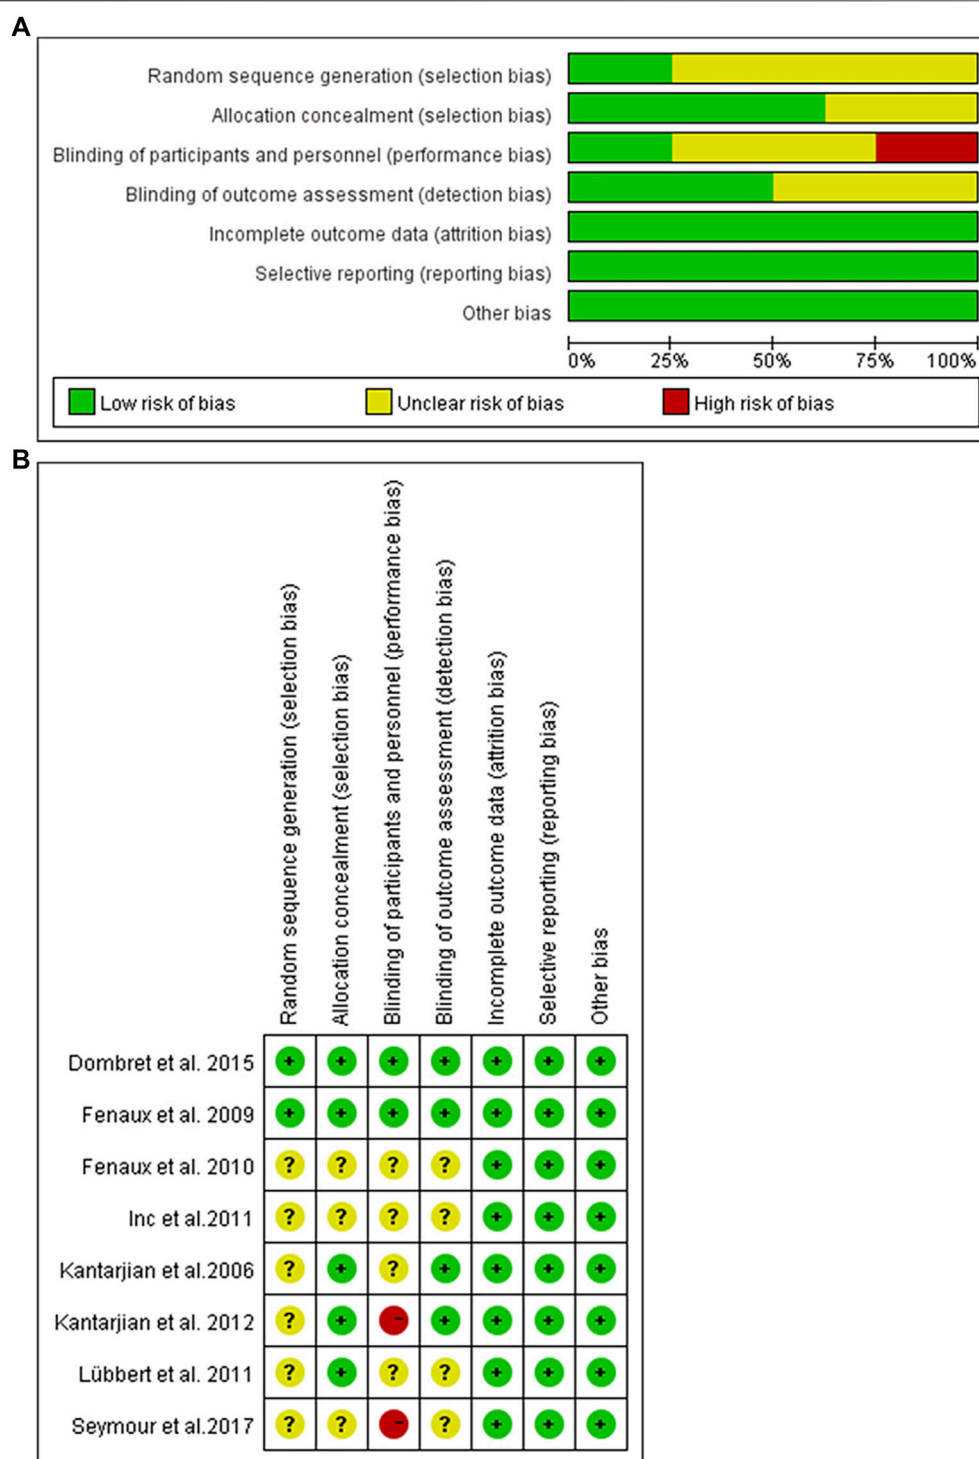 A
Random sequence generation (selection bias)
Allocation concealment (selection bias)
Blinding of participants and personnel (performance bias)
Blinding of outcome assessment (detection bias)
Incomplete outcome data (attrition bias)
Selective reporting (reporting bias)
Other bias
0% 25% 50% 75% 100%
Low risk of bias Unclear risk of bias High risk of bias
B
Random sequence generation (selection bias)
Allocation concealment (selection bias)
Blinding of participants and personnel (performance bias)
Blinding of outcome assessment (detection bias)
Incomplete outcome data (attrition bias)
Selective reporting (reporting bias)
Other bias
Dombret et al. 2015 + + + + + + +
Fenaux et al. 2009 + + + + + + +
Fenaux et al. 2010 ? ? ? ? + + +
Inc et al.2011 ? ? ? ? + + +
Kantarjian et al.2006 ? + ? + + + +
Kantarjian et al. 2012 ? + - + + + +
Lübbert et al. 2011 ? + ? ? + + +
Seymour et al.2017 ? ? - ? + + +